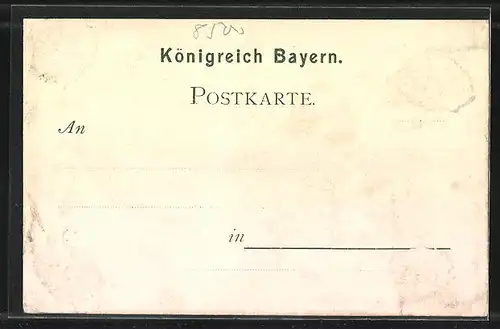 8500
Königreich Bayern.
POSTKARTE.
An
in